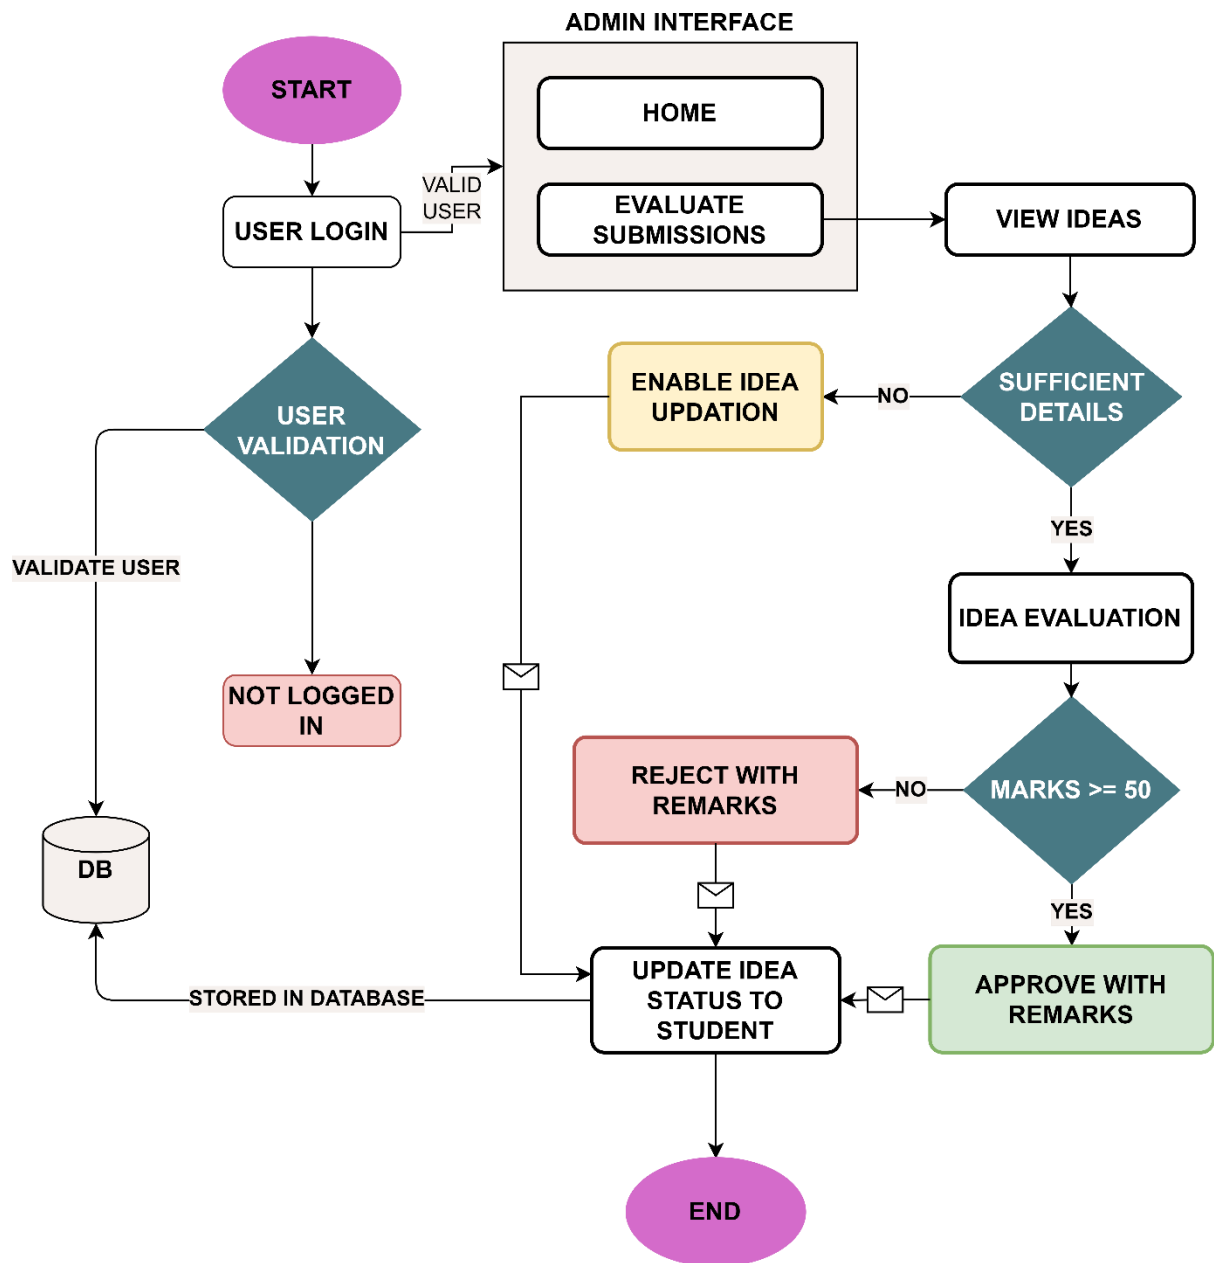 ADMIN INTERFACE
START
HOME
VALID
USER
USER LOGIN
EVALUATE
SUBMISSIONS
VIEW IDEAS
ENABLE IDEA
UPDATION
NO
SUFFICIENT
DETAILS
USER
VALIDATION
YES
VALIDATE USER
IDEA EVALUATION
NOT LOGGED
IN
REJECT WITH
REMARKS
NO
MARKS >= 50
DB
YES
UPDATE IDEA
STATUS TO
STUDENT
APPROVE WITH
REMARKS
STORED IN DATABASE
END